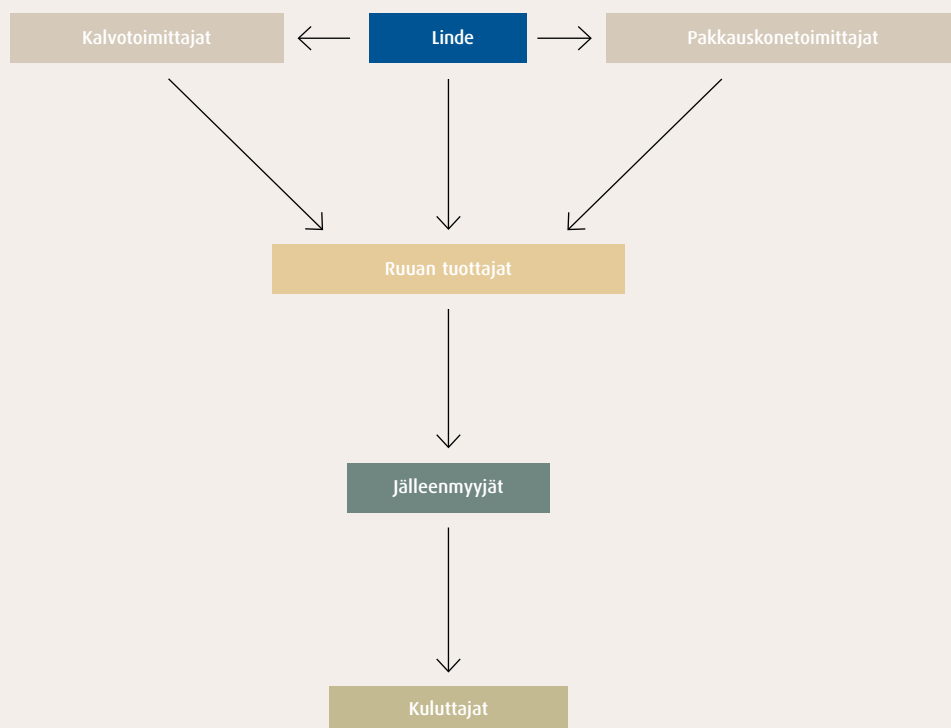 Kalvotoimittajat
Linde
Pakkauskonetoimittajat
Ruuan tuottajat
Jälleenmyyjät
Kuluttajat